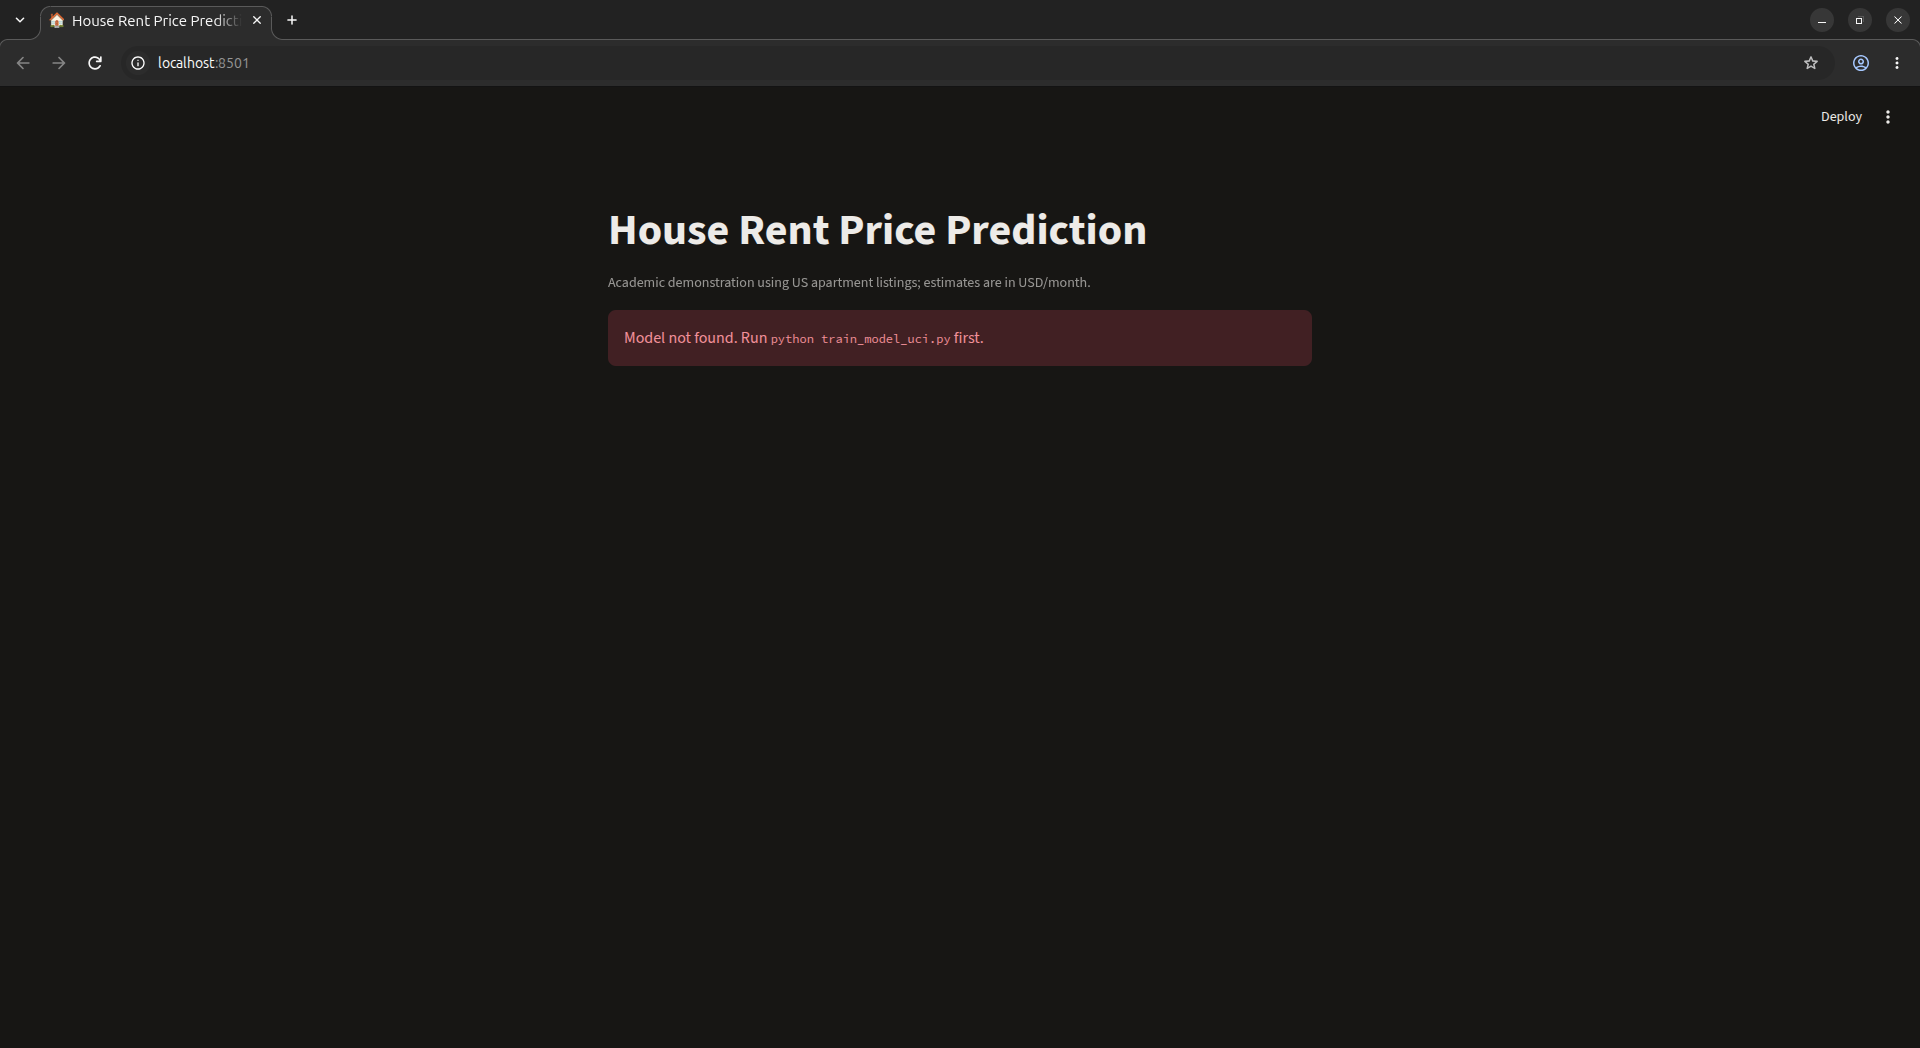 House Rent Price Predict
localhost:8501
Deploy
House Rent Price Prediction
Academic demonstration using US apartment listings; estimates are in USD/month.
Model not found. Run python train_model_uci.py first.